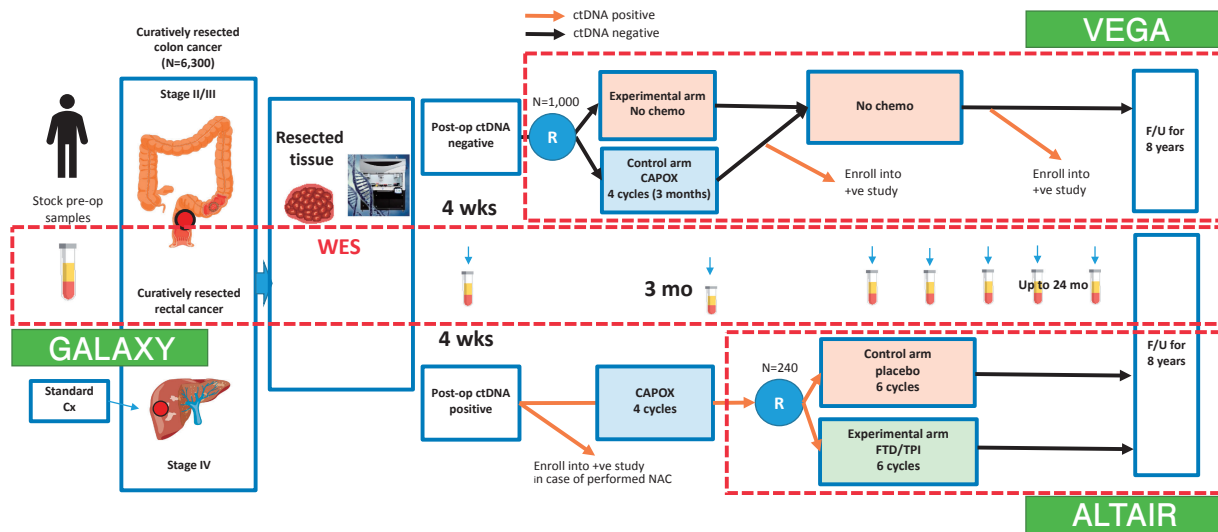 ctDNA positive
ctDNA negative
VEGA
Curatively resected
colon cancer
(N=6,300)
Stage II/III
Stock pre-op
samples
Resected
tissue
WES
Post-op ctDNA
negative
4 wks
N=1,000
R
Experimental arm
No chemo
Control arm
CAPOX
4 cycles (3 months)
No chemo
Enroll into
+ve study
Enroll into
+ve study
F/U for
8 years
3 mo
Up to 24 mo
Curatively resected
rectal cancer
GALAXY
Standard
Cx
Stage IV
4 wks
Post-op ctDNA
positive
Enroll into +ve study
in case of performed NAC
CAPOX
4 cycles
N=240
R
Control arm
placebo
6 cycles
Experimental arm
FTD/TPI
6 cycles
F/U for
8 years
ALTAIR